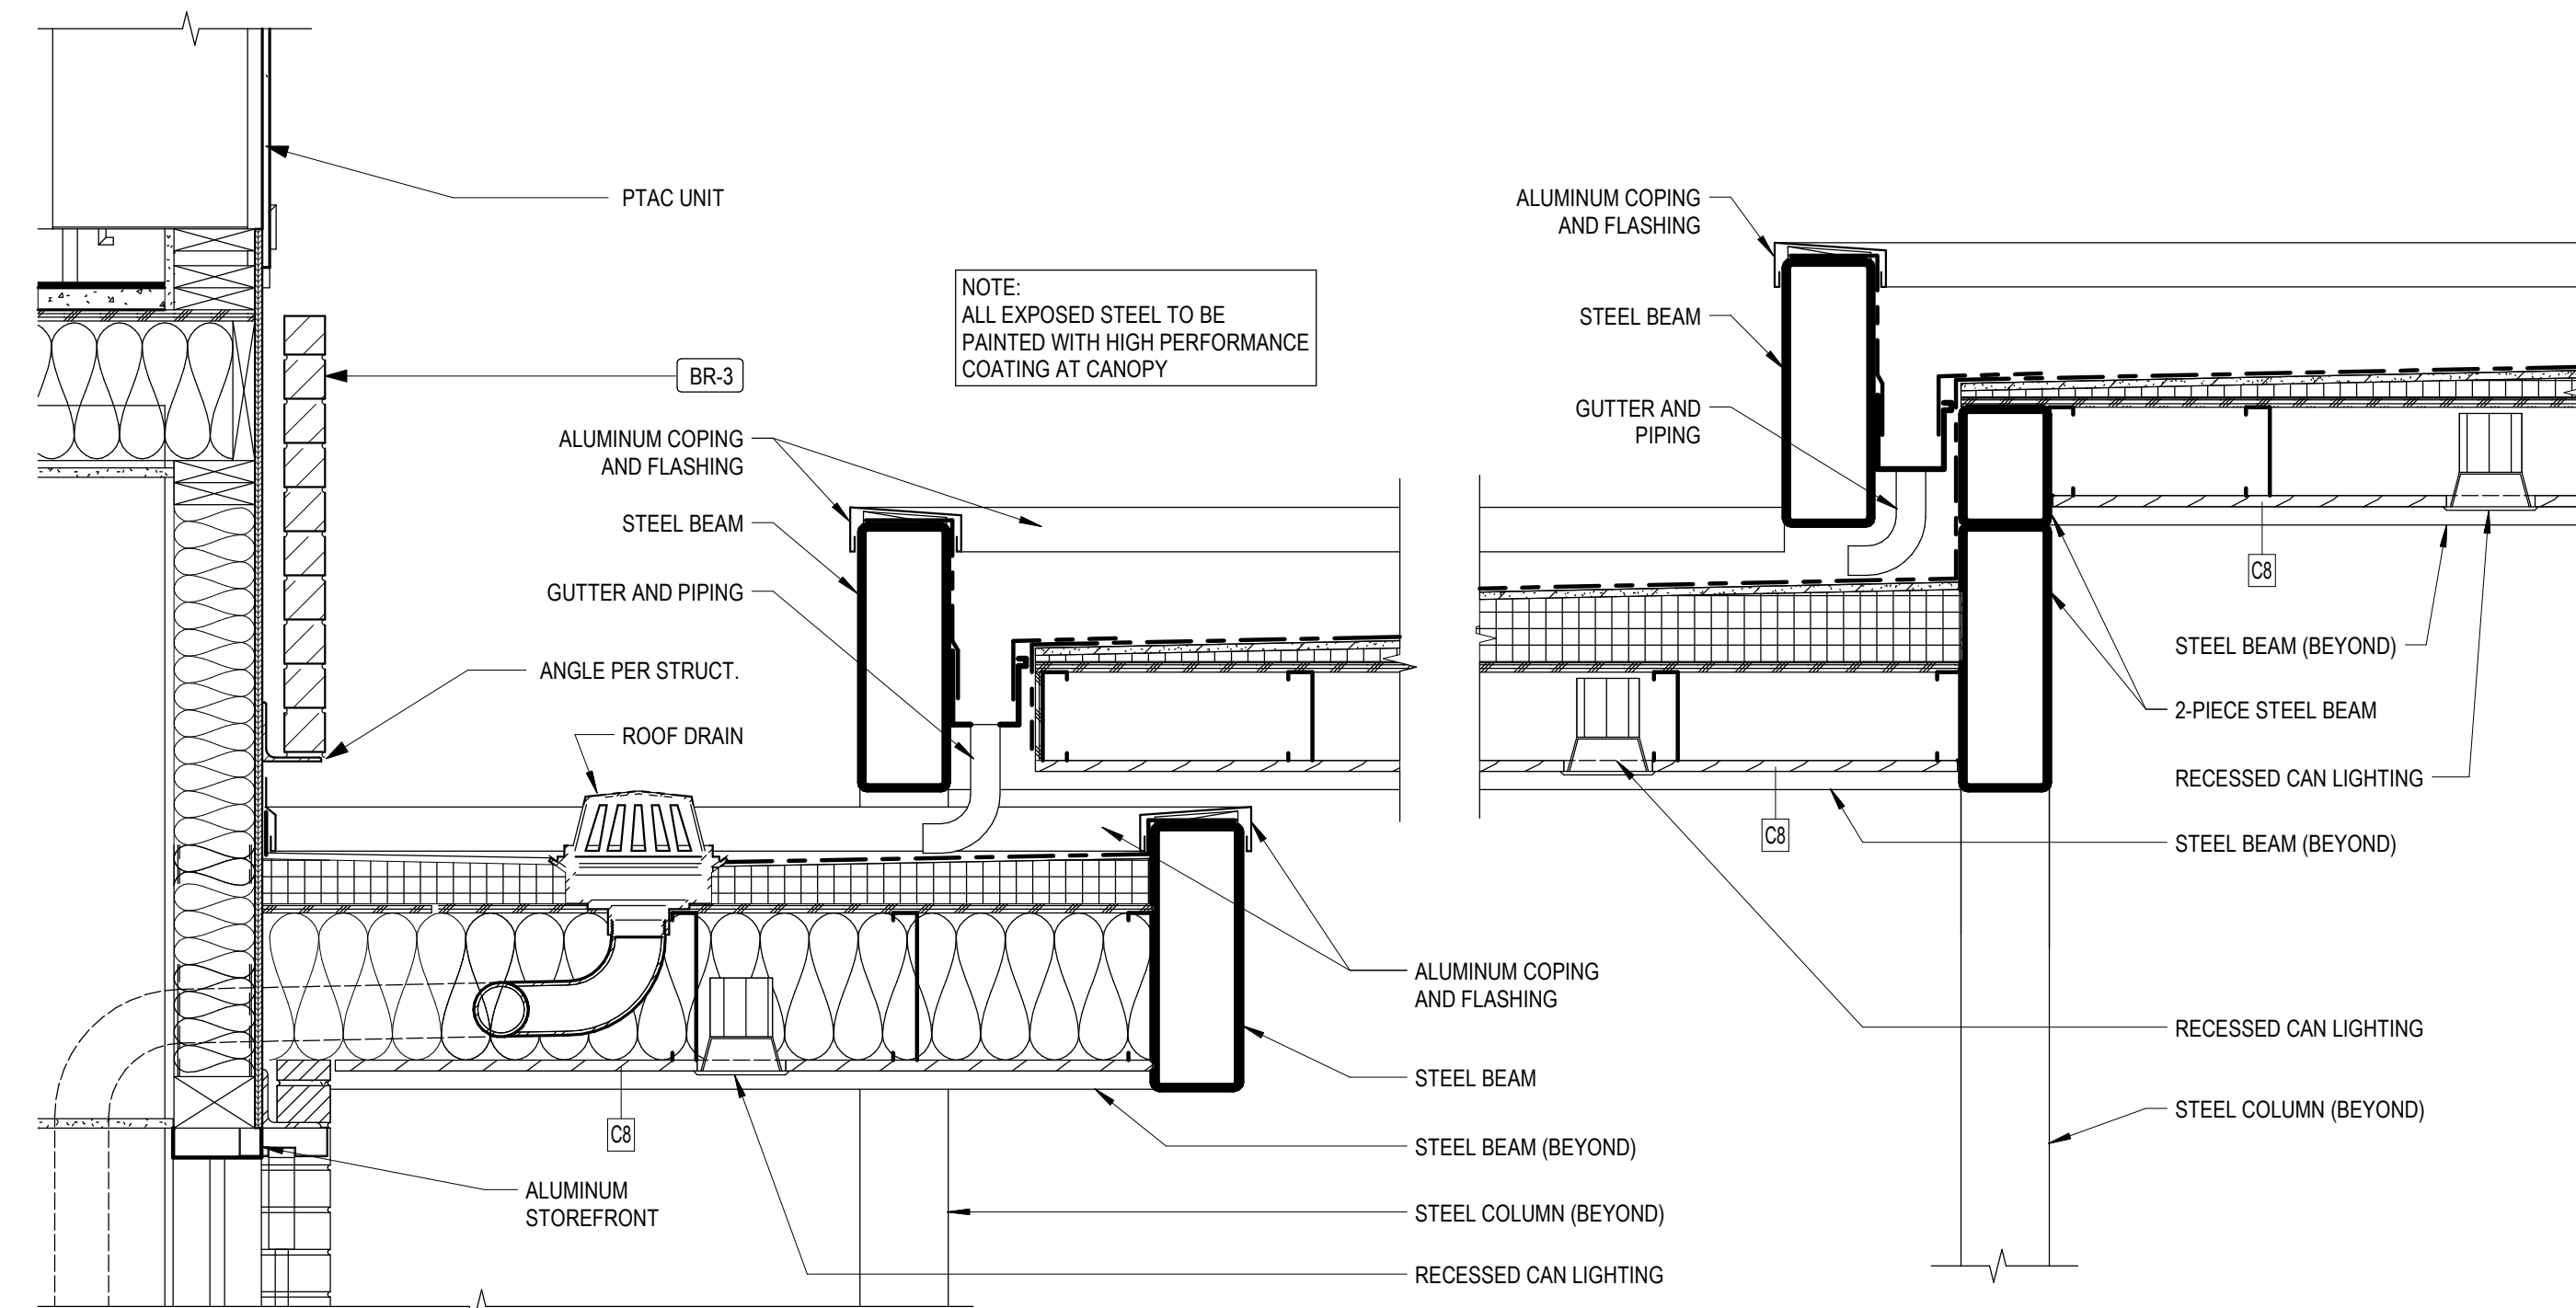 PTAC UNIT
NOTE:
ALL EXPOSED STEEL TO BE
PAINTED WITH HIGH PERFORMANCE
COATING AT CANOPY
BR-3
ALUMINUM COPING
AND FLASHING
STEEL BEAM
GUTTER AND PIPING
ANGLE PER STRUCT.
ROOF DRAIN
C8
ALUMINUM
STOREFRONT
ALUMINUM COPING
AND FLASHING
STEEL BEAM
STEEL BEAM (BEYOND)
STEEL COLUMN (BEYOND)
RECESSED CAN LIGHTING
ALUMINUM COPING
AND FLASHING
STEEL BEAM
GUTTER AND
PIPING
C8
C8
STEEL BEAM (BEYOND)
2-PIECE STEEL BEAM
RECESSED CAN LIGHTING
STEEL BEAM (BEYOND)
RECESSED CAN LIGHTING
STEEL COLUMN (BEYOND)